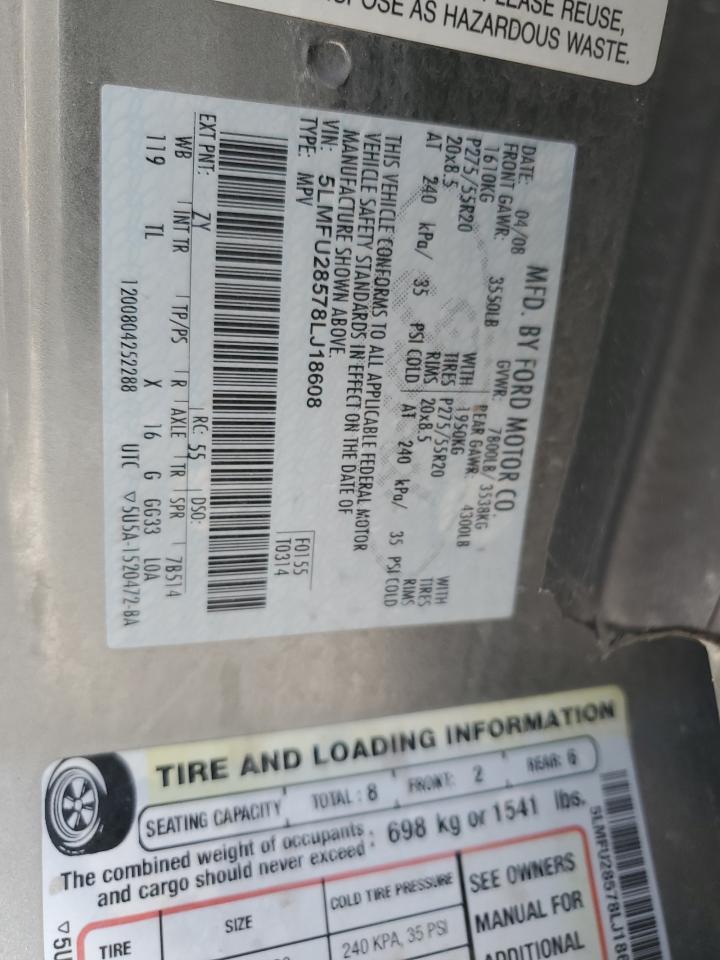 PLEASE REUSE,
DISPOSE AS HAZARDOUS WASTE.
MFD. BY FORD MOTOR CO.
DATE: 04/08 GVWR: 7800LB/ 3538KG
FRONT GAWR: 3550LB REAR GAWR: 4300LB
1610KG WITH 1950KG WITH
P275/55R20 TIRES P275/55R20 TIRES
20x8.5 RIMS 20x8.5 RIMS
AT 240 kPa/ 35 PSI COLD AT 240 kPa/ 35 PSI COLD
THIS VEHICLE CONFORMS TO ALL APPLICABLE FEDERAL MOTOR
VEHICLE SAFETY STANDARDS IN EFFECT ON THE DATE OF
MANUFACTURE SHOWN ABOVE.
VIN: 5LMFU28578LJ18608
TYPE: MPV
F0155
T0314
EXT PNT: ZY RC: 55 DSO:
WB INT TR TP/PS R AXLE TR SPR 7B514
119 TL X 16 G GG33 LOA
1200804252288 UTC ▽5U5A-1520472-BA
TIRE AND LOADING INFORMATION
SEATING CAPACITY TOTAL: 8 FRONT: 2 REAR: 6
The combined weight of occupants
and cargo should never exceed: 698 kg or 1541 lbs.
TIRE SIZE COLD TIRE PRESSURE SEE OWNERS
MANUAL FOR
240 KPA, 35 PSI ADDITIONAL
5LMFU28578LJ186
▽5U